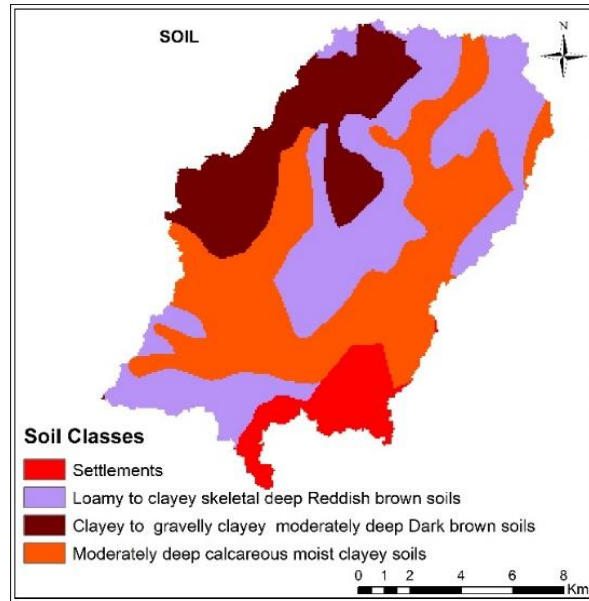 SOIL
N
Soil Classes
Settlements
Loamy to clayey skeletal deep Reddish brown soils
Clayey to gravelly clayey moderately deep Dark brown soils
Moderately deep calcareous moist clayey soils
0 1 2 4 6 8
Km